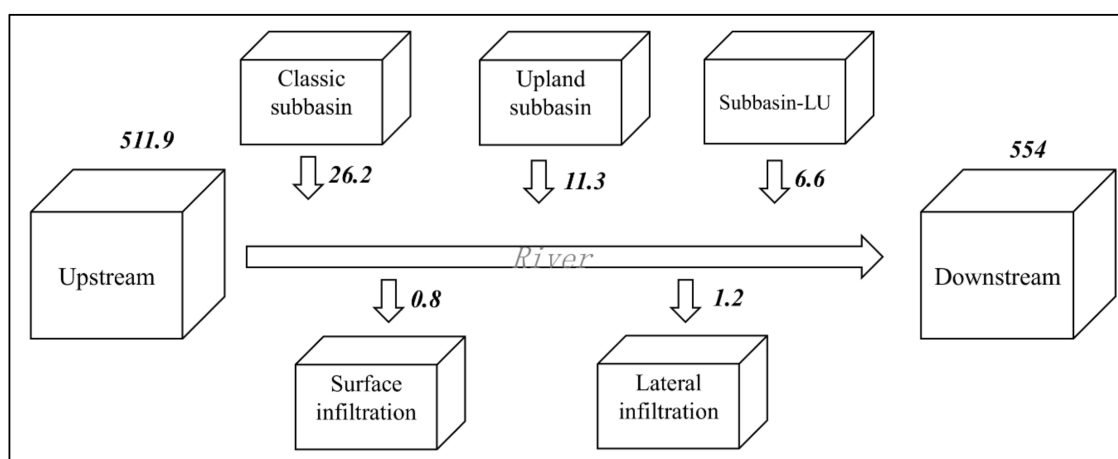 Classic
subbasin
Upland
subbasin
Subbasin-LU
511.9
26.2
11.3
6.6
554
Upstream
River
Downstream
0.8
1.2
Surface
infiltration
Lateral
infiltration